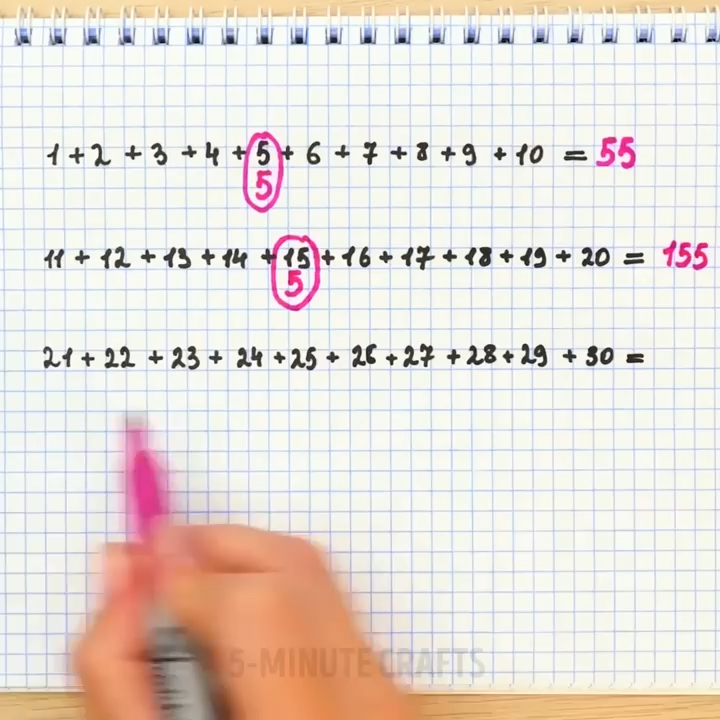 1 + 2 + 3 + 4 + 5 + 6 + 7 + 8 + 9 + 10 = 55
5
11 + 12 + 13 + 14 + 15 + 16 + 17 + 18 + 19 + 20 = 155
5
21 + 22 + 23 + 24 + 25 + 26 + 27 + 28 + 29 + 30 =
5-MINUTE CRAFTS